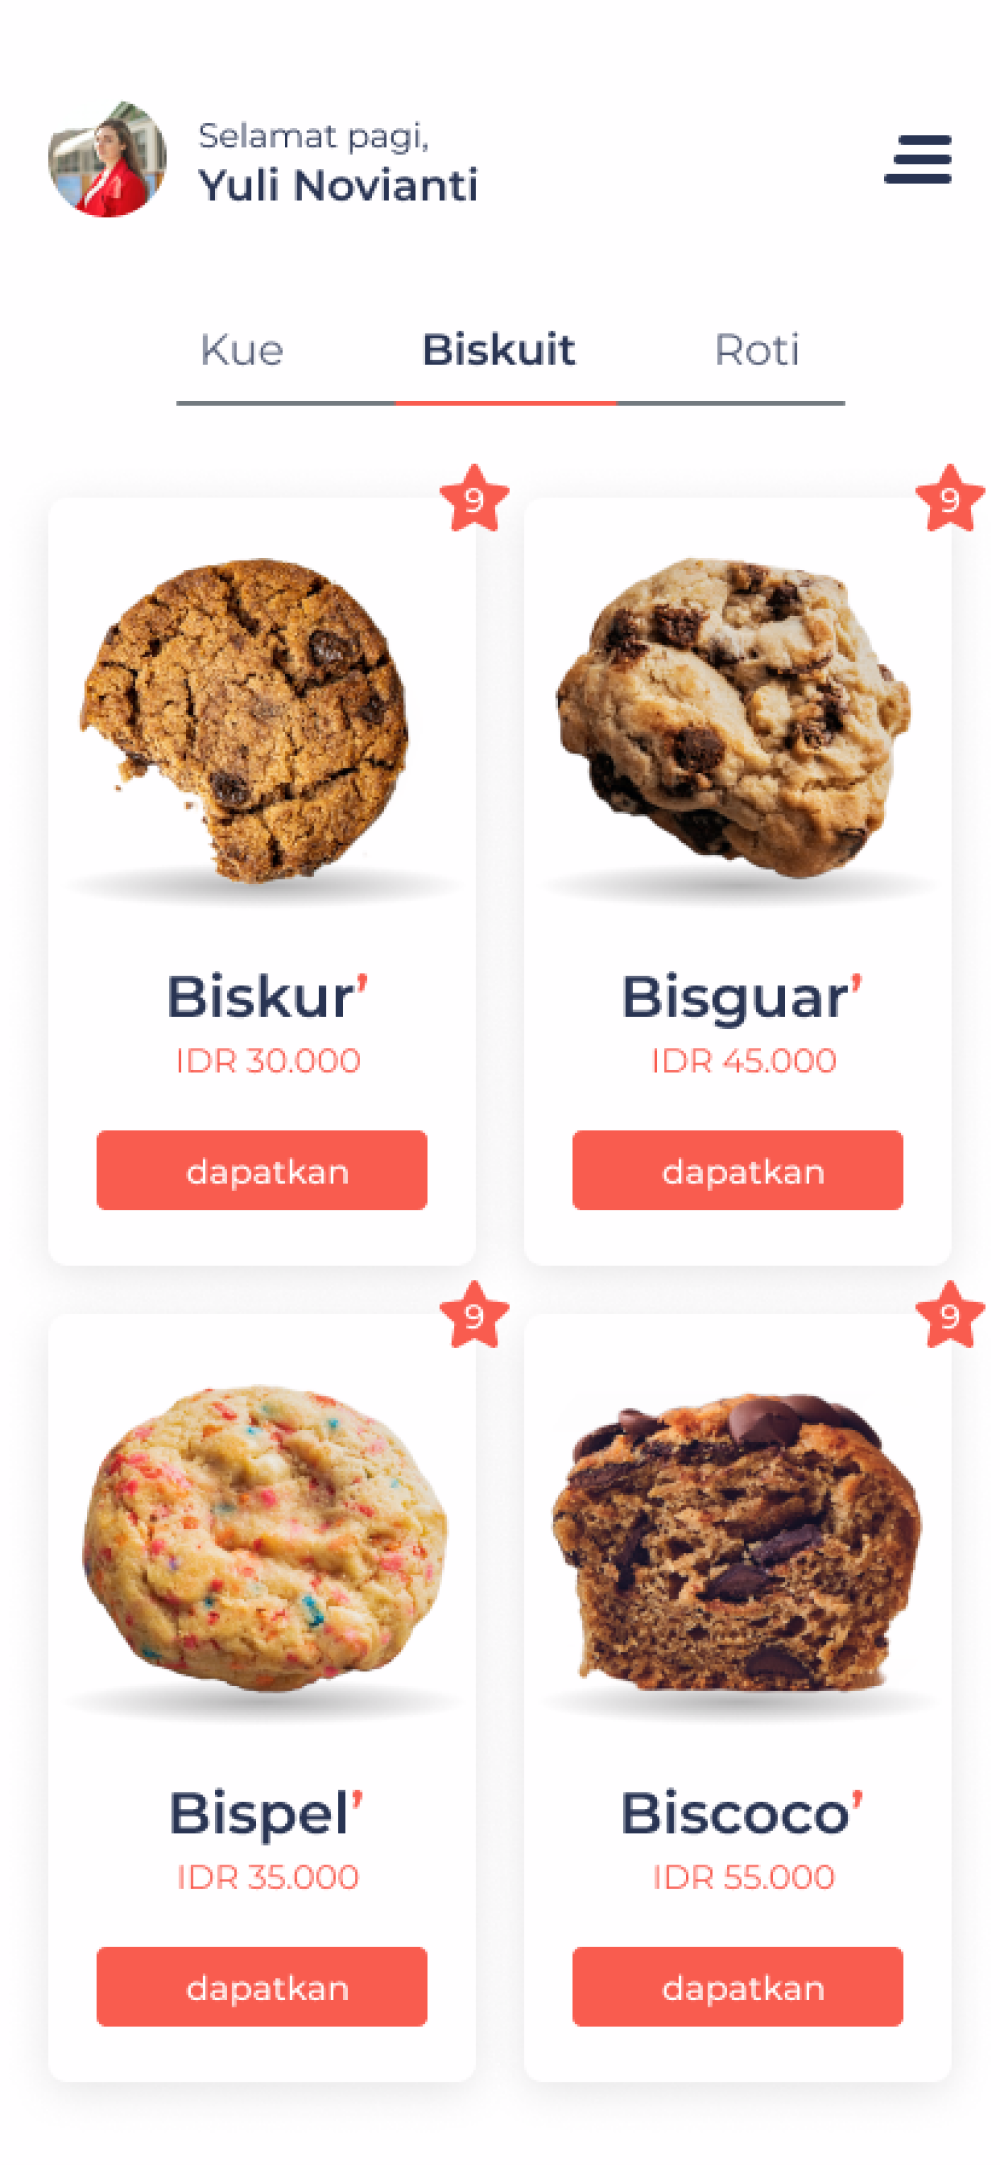 Selamat pagi,
Yuli Novianti
Kue Biskuit Roti
9 9
Biskur’ Bisguar’
IDR 30.000 IDR 45.000
dapatkan dapatkan
9 9
Bispel’ Biscoco’
IDR 35.000 IDR 55.000
dapatkan dapatkan